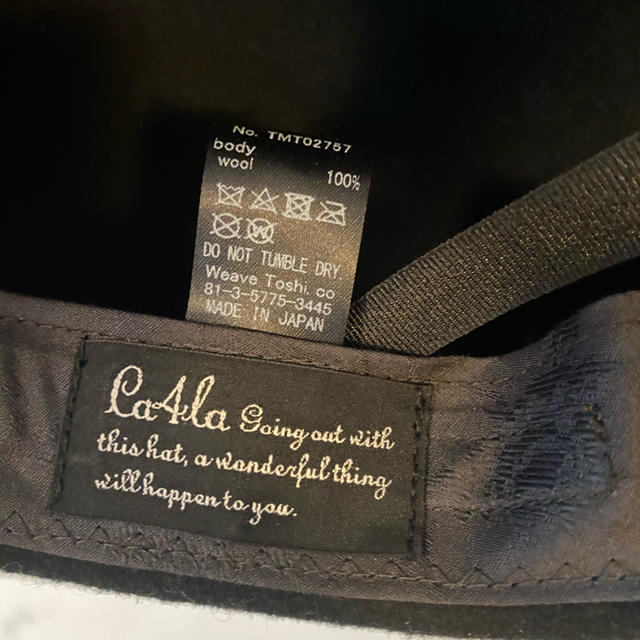 No. TMT02757
body
wool 100%
DO NOT TUMBLE DRY
Weave Toshi. co
81-3-5775-3445
MADE IN JAPAN
Ca4la Going out with
this hat, a wonderful thing
will happen to you.